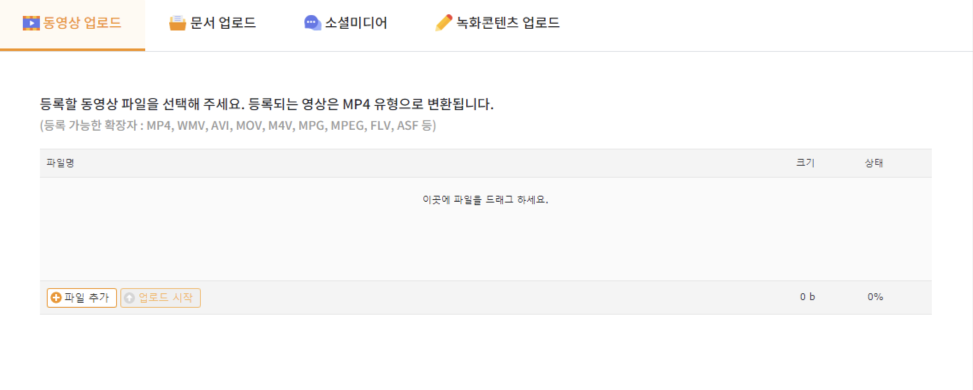 동영상 업로드 문서 업로드 소셜미디어 녹화콘텐츠 업로드
등록할 동영상 파일을 선택해 주세요. 등록되는 영상은 MP4 유형으로 변환됩니다.
(등록 가능한 확장자 : MP4, WMV, AVI, MOV, M4V, MPG, MPEG, FLV, ASF 등)
파일명 크기 상태
이곳에 파일을 드래그 하세요.
파일 추가 업로드 시작 0 b 0%